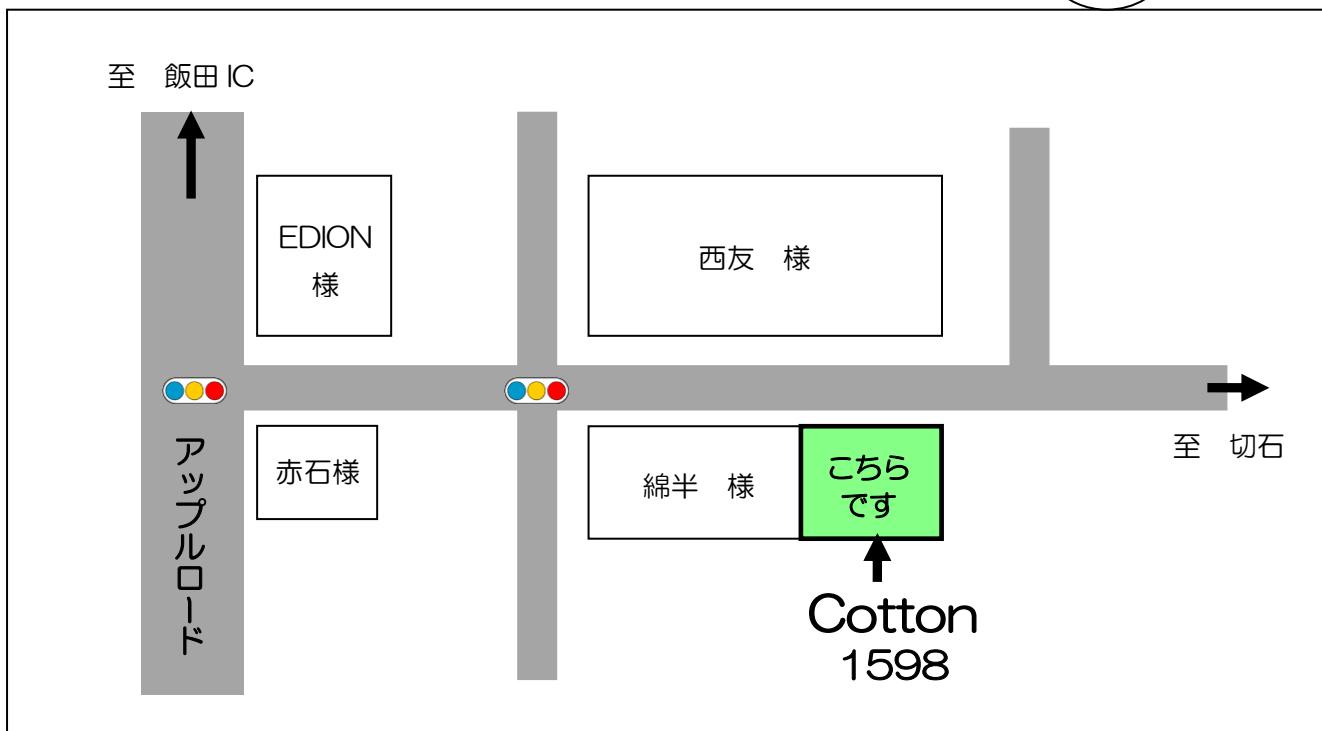 至　飯田 IC
EDION
様
西友　様
アップルロード
赤石様
綿半　様
こちら
です
至　切石
Cotton
1598